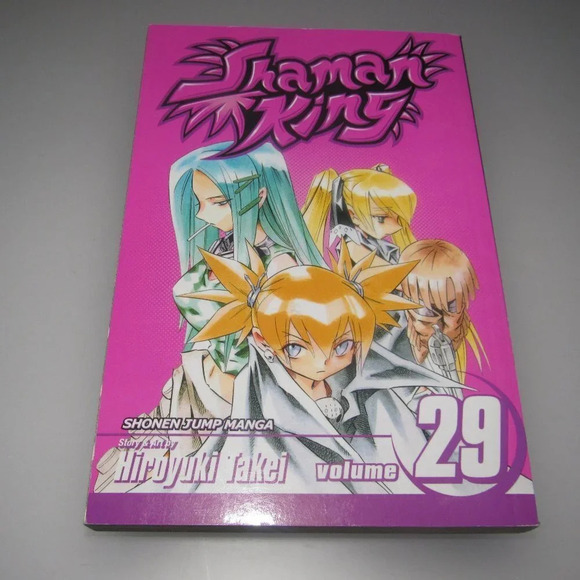 Shaman
King
SHONEN JUMP MANGA
Story & Art by
Hiroyuki Takei
volume
29